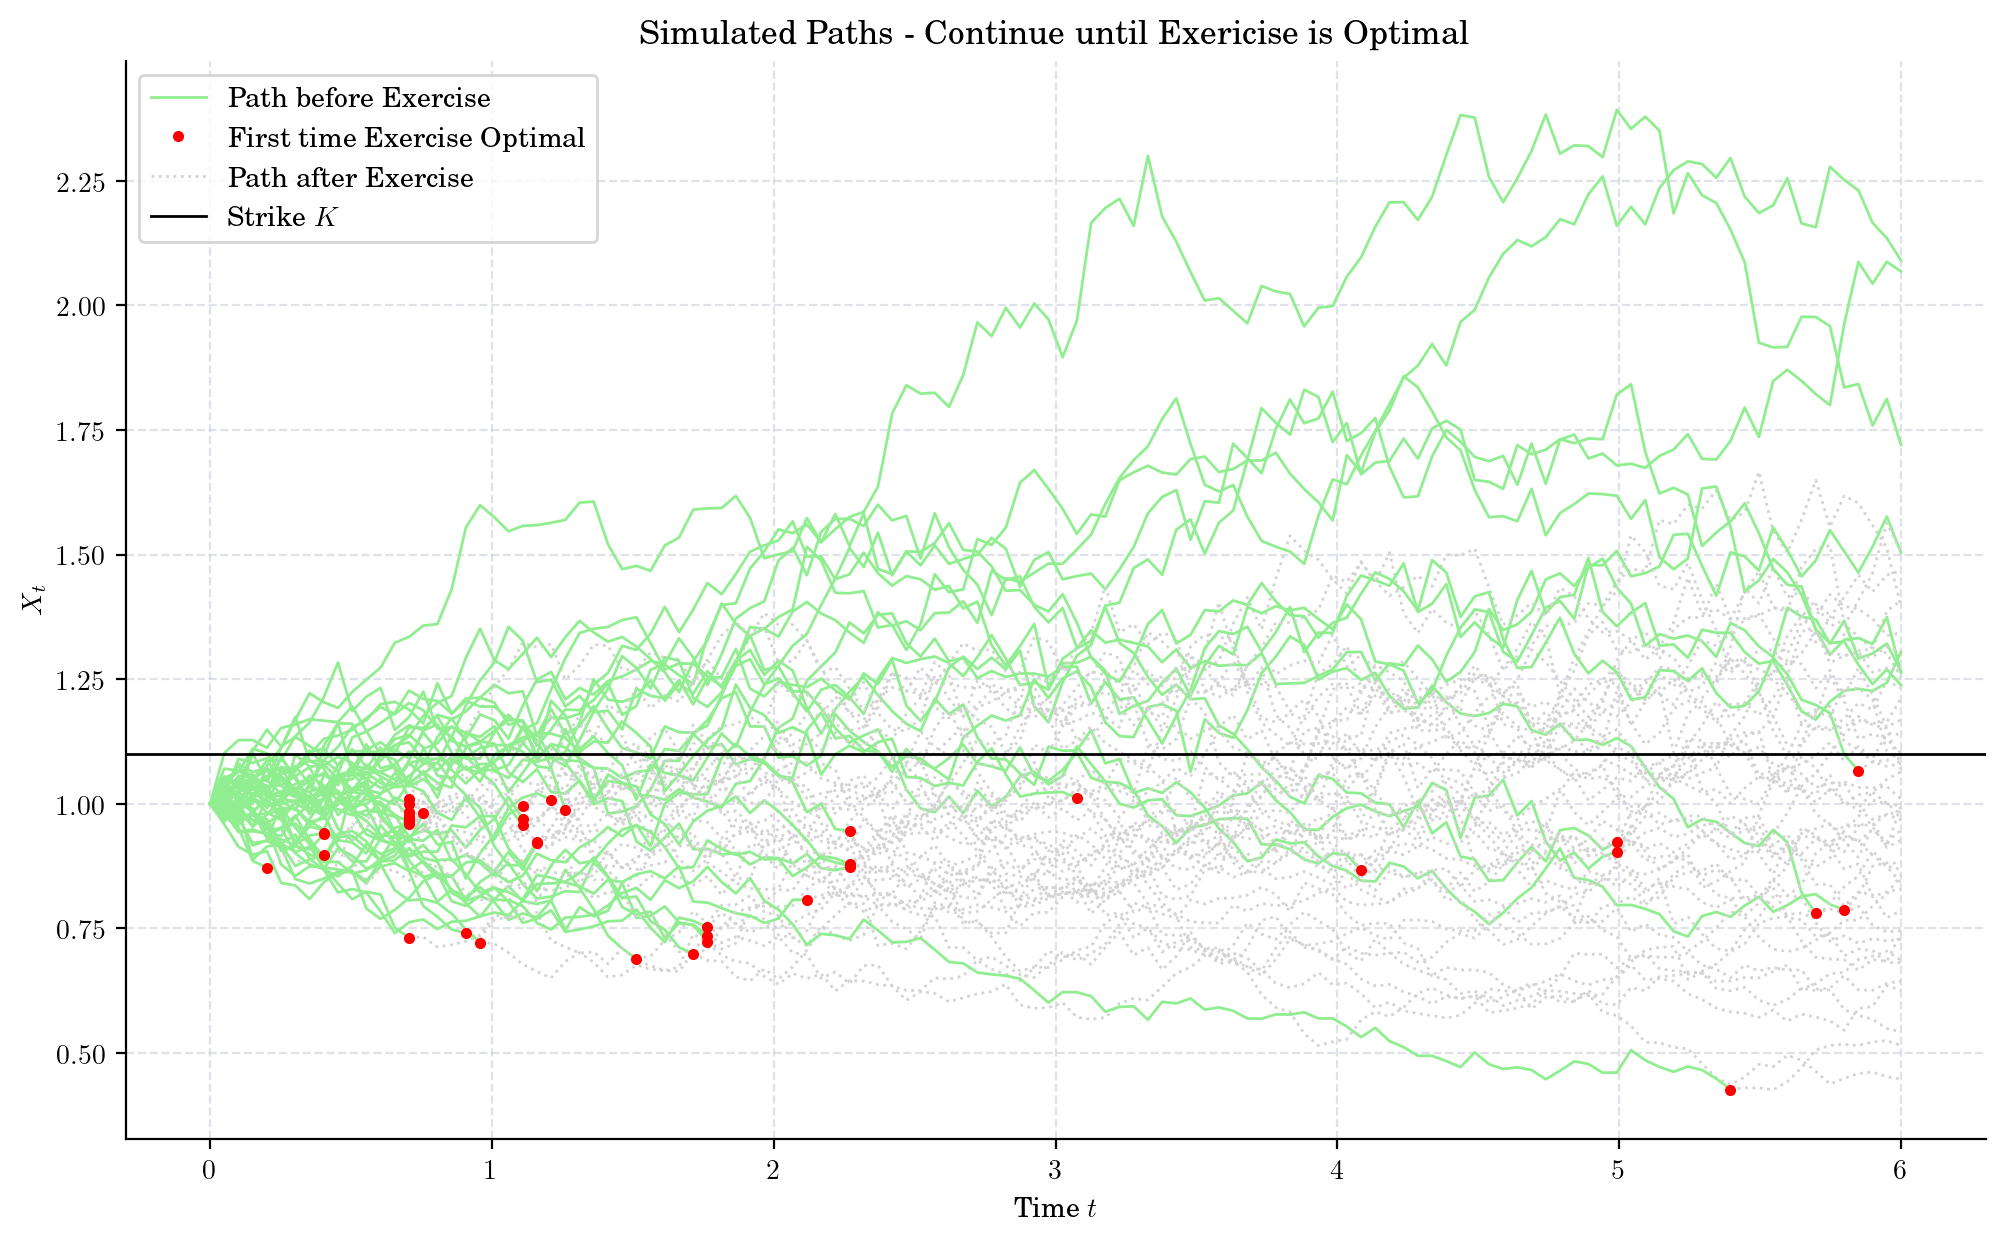 Simulated Paths - Continue until Exericise is Optimal
Path before Exercise
First time Exercise Optimal
Path after Exercise
Strike K
2.25
2.00
1.75
1.50
1.25
1.00
0.75
0.50
X_t
0 1 2 3 4 5 6
Time t